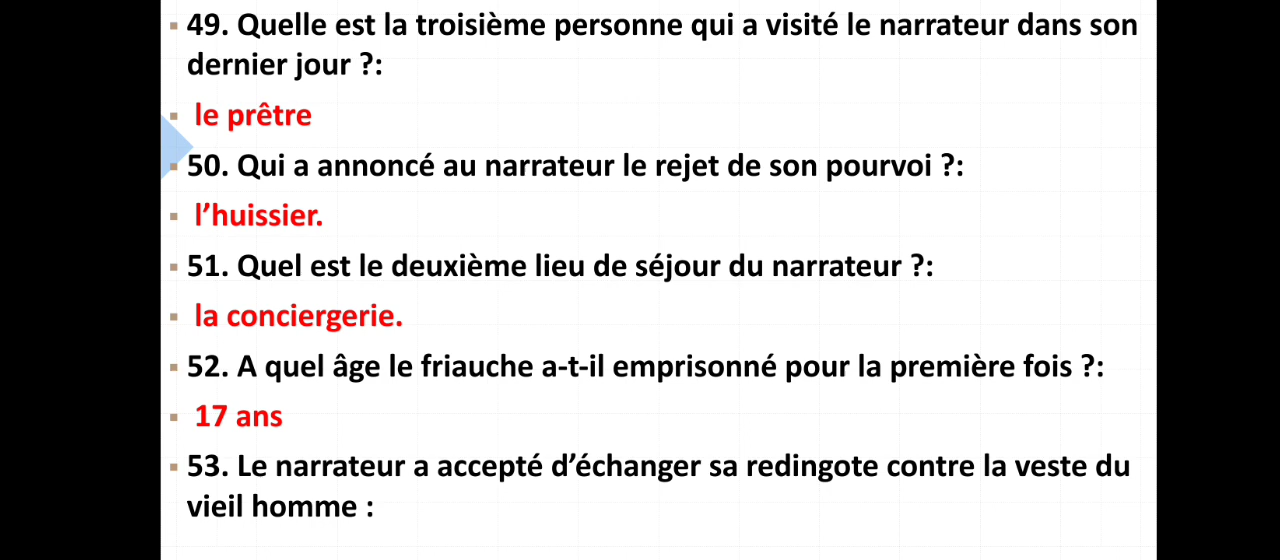 49. Quelle est la troisième personne qui a visité le narrateur dans son
dernier jour ?:
le prêtre
50. Qui a annoncé au narrateur le rejet de son pourvoi ?:
l’huissier.
51. Quel est le deuxième lieu de séjour du narrateur ?:
la conciergerie.
52. A quel âge le friauche a-t-il emprisonné pour la première fois ?:
17 ans
53. Le narrateur a accepté d’échanger sa redingote contre la veste du
vieil homme :